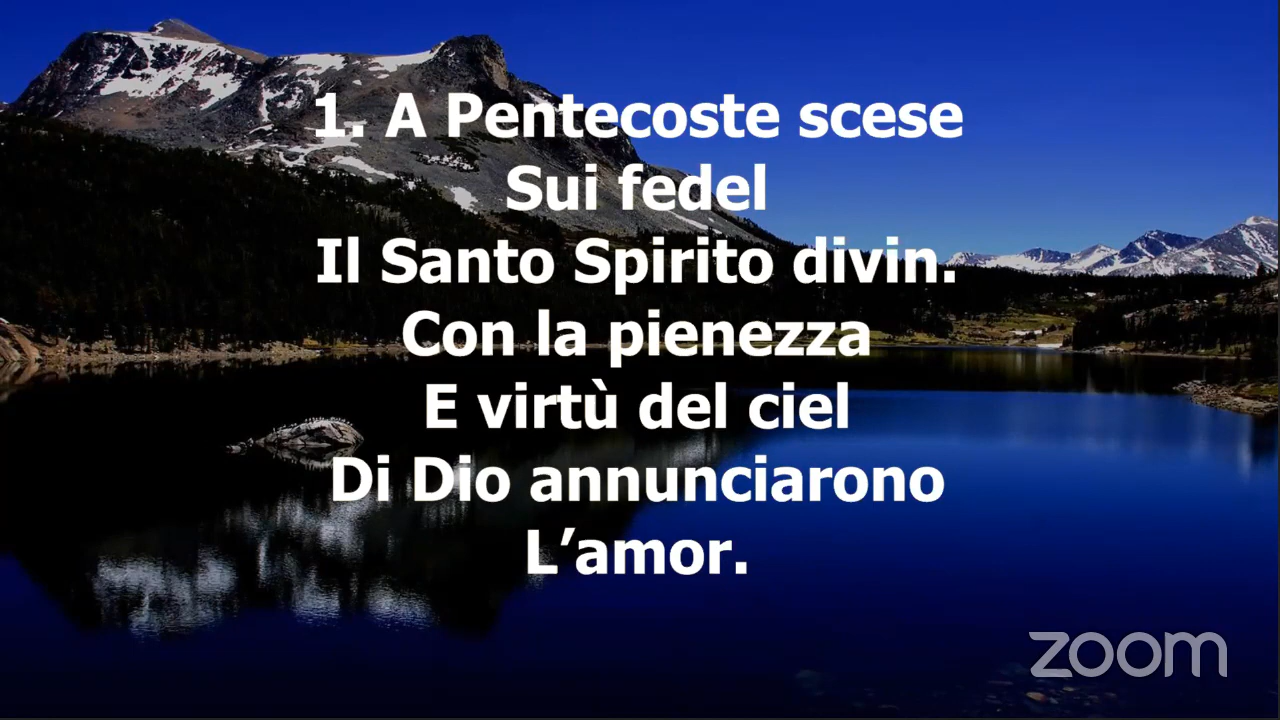 1. A Pentecoste scese
Sui fedel
Il Santo Spirito divin.
Con la pienezza
E virtù del ciel
Di Dio annunciarono
L’amor.
zoom